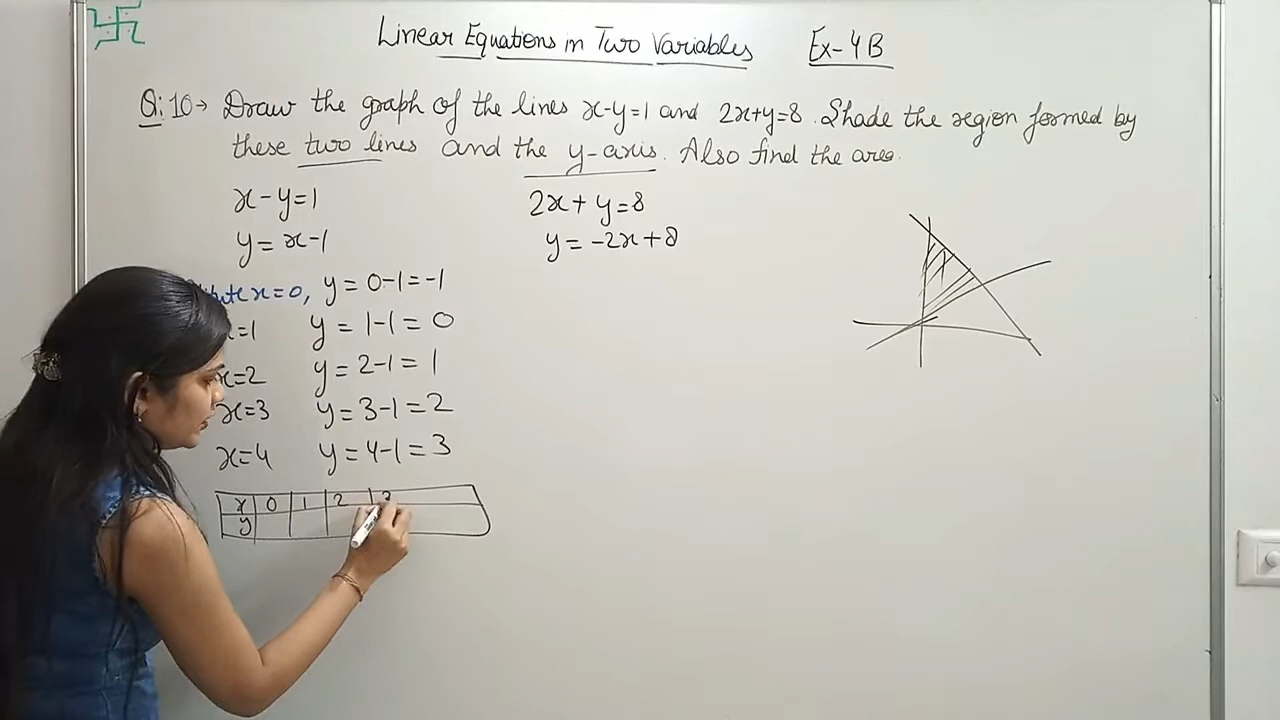 Linear Equations in Two Variables Ex-4B
Q:10→ Draw the graph of the lines x-y=1 and 2x+y=8. Shade the region formed by
these two lines and the y-axis. Also find the area.
x-y=1
y=x-1
x=0, y=0-1=-1
x=1 y=1-1=0
x=2 y=2-1=1
x=3 y=3-1=2
x=4 y=4-1=3
x 0 1 2
y
2x+y=8
y=-2x+8